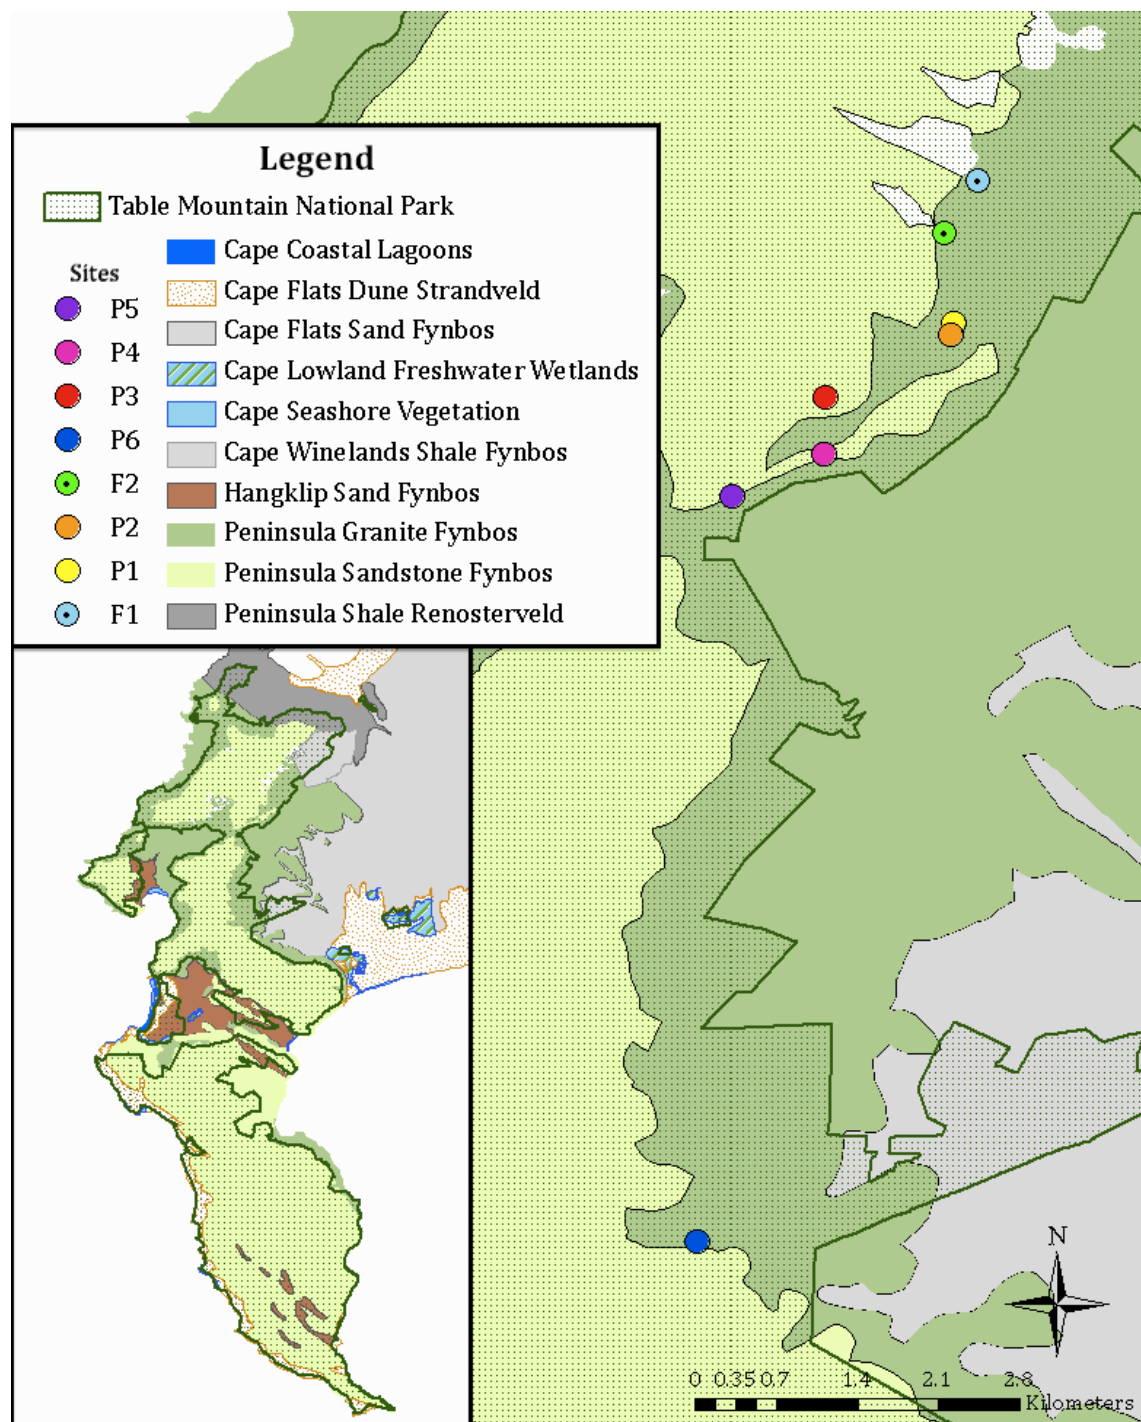 Legend
Table Mountain National Park
Sites
P5
P4
P3
P6
F2
P2
P1
F1
Cape Coastal Lagoons
Cape Flats Dune Strandveld
Cape Flats Sand Fynbos
Cape Lowland Freshwater Wetlands
Cape Seashore Vegetation
Cape Winelands Shale Fynbos
Hangklip Sand Fynbos
Peninsula Granite Fynbos
Peninsula Sandstone Fynbos
Peninsula Shale Renosterveld
N
0 0.35 0.7 1.4 2.1 2.8
Kilometers